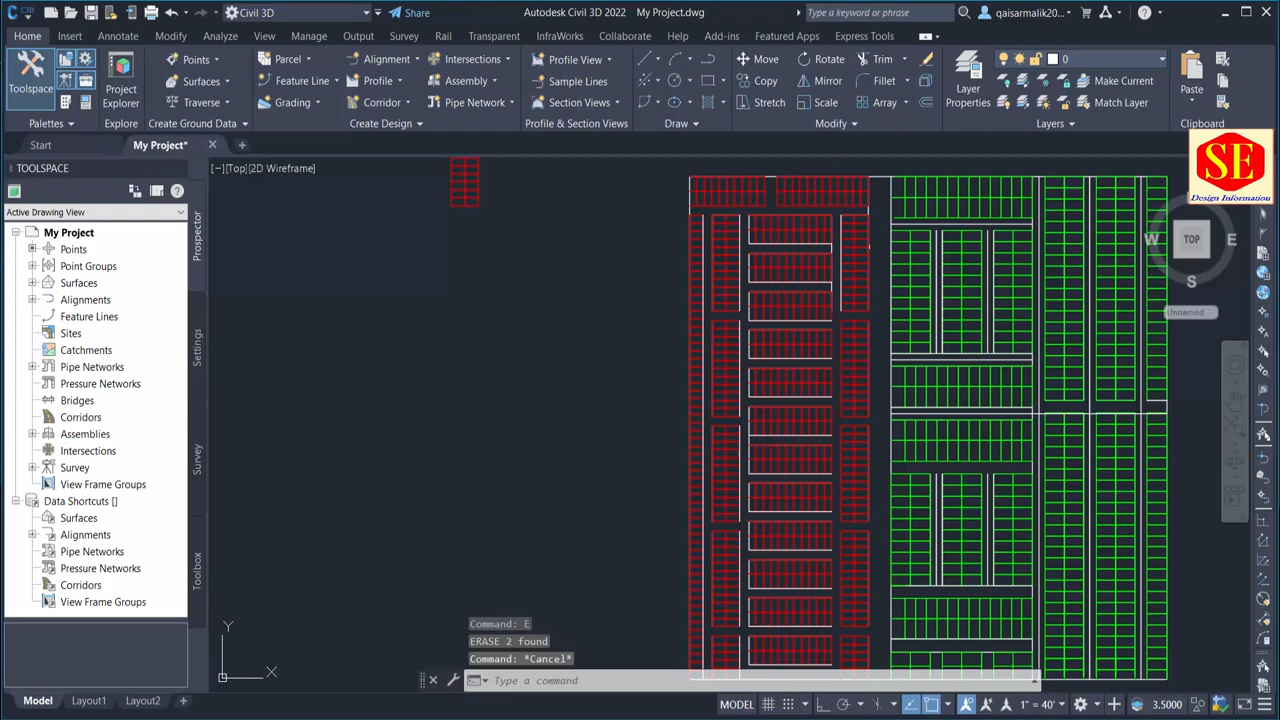 Civil 3D
Share
Autodesk Civil 3D 2022 My Project.dwg
Type a keyword or phrase
qaisarmalik20...
Home Insert Annotate Modify Analyze View Manage Output Survey Rail Transparent InfraWorks Collaborate Help Add-ins Featured Apps Express Tools
Toolspace
Palettes
Project
Explorer
Explore
Points
Surfaces
Traverse
Create Ground Data
Parcel
Feature Line
Grading
Alignment
Profile
Corridor
Intersections
Assembly
Pipe Network
Create Design
Profile View
Sample Lines
Section Views
Profile & Section Views
Draw
Move
Copy
Stretch
Rotate
Mirror
Scale
Trim
Fillet
Array
Modify
Layer
Properties
0
Make Current
Match Layer
Layers
Paste
Clipboard
Start
My Project*
TOOLSPACE
Active Drawing View
My Project
Points
Point Groups
Surfaces
Alignments
Feature Lines
Sites
Catchments
Pipe Networks
Pressure Networks
Bridges
Corridors
Assemblies
Intersections
Survey
View Frame Groups
Data Shortcuts []
Surfaces
Alignments
Pipe Networks
Pressure Networks
Corridors
View Frame Groups
Prospector
Settings
Survey
Toolbox
[−][Top][2D Wireframe]
SE
Design Information
W
TOP
E
S
Unnamed
Y
X
Command: E
ERASE 2 found
Command: *Cancel*
Type a command
Model
Layout1
Layout2
MODEL
1" = 40'
3.5000